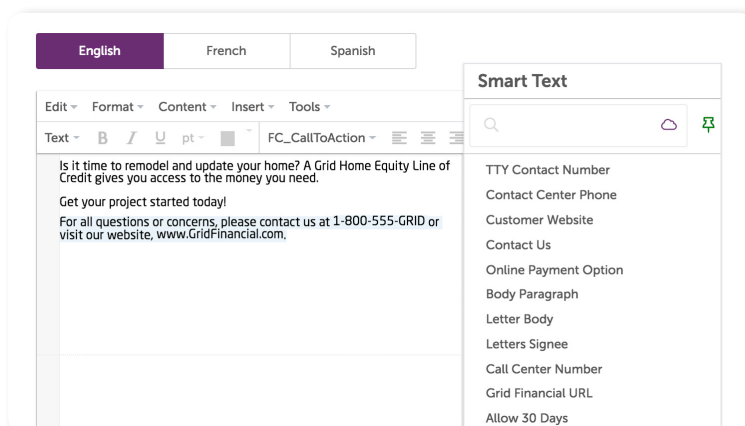 English French Spanish
Smart Text
Edit Format Content Insert Tools
Text B I U pt FC_CallToAction
Is it time to remodel and update your home? A Grid Home Equity Line of
Credit gives you access to the money you need.
Get your project started today!
For all questions or concerns, please contact us at 1-800-555-GRID or
visit our website, www.GridFinancial.com.
TTY Contact Number
Contact Center Phone
Customer Website
Contact Us
Online Payment Option
Body Paragraph
Letter Body
Letters Signee
Call Center Number
Grid Financial URL
Allow 30 Days